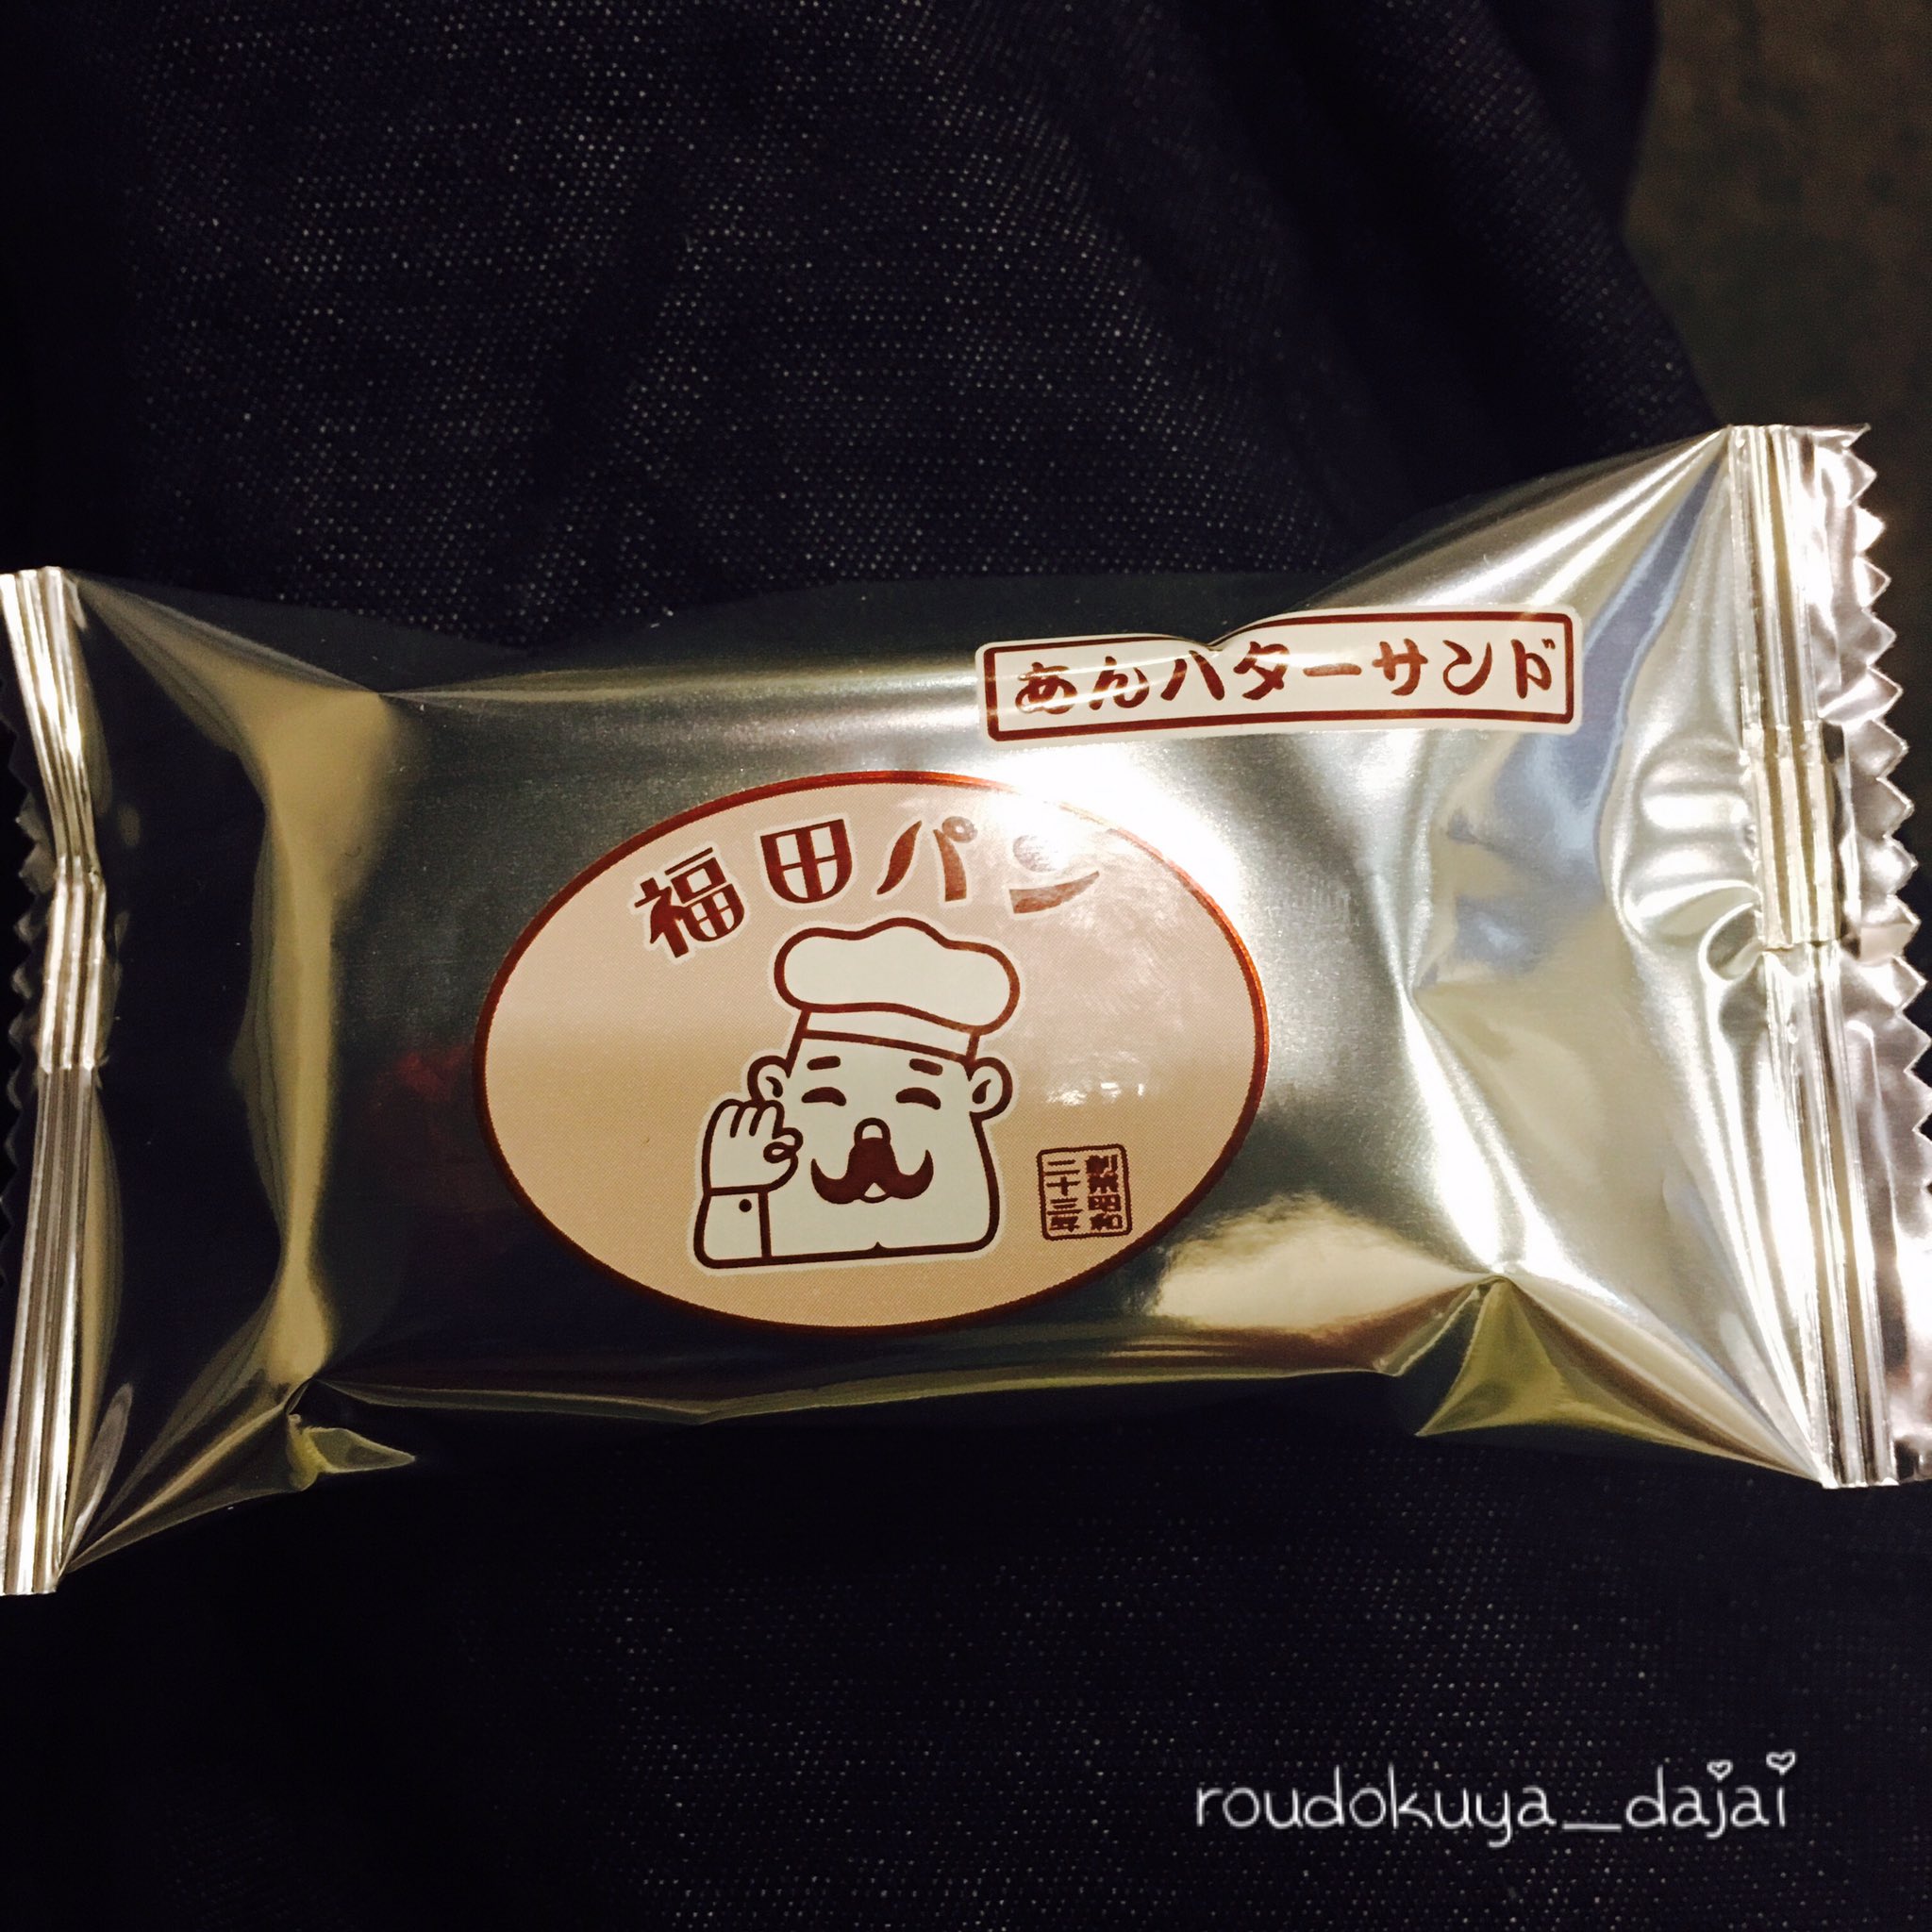 あんバターサンド
福田パン
創業昭和
二十三年
roudokuya_dajai